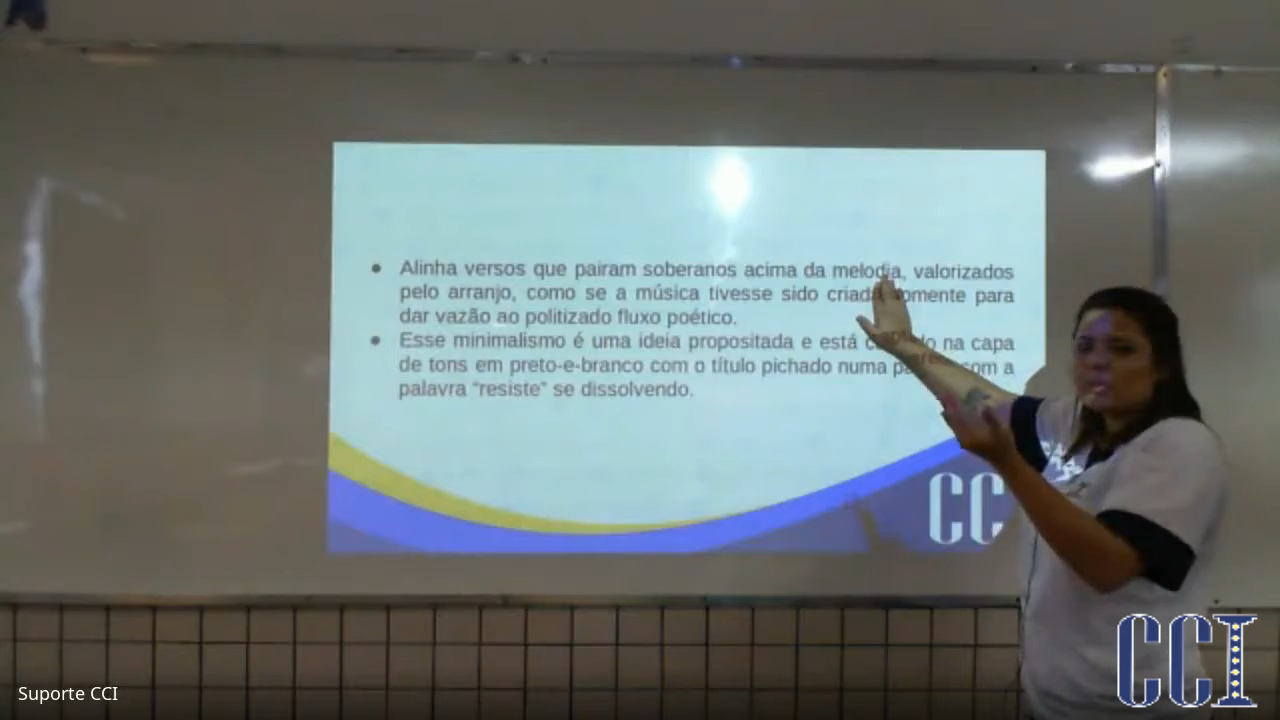 • Alinha versos que pairam soberanos acima da melodia, valorizados
pelo arranjo, como se a música tivesse sido criada somente para
dar vazão ao politizado fluxo poético.
• Esse minimalismo é uma ideia propositada e está na capa
de tons em preto-e-branco com o título pichado numa parede com a
palavra “resiste” se dissolvendo.
CC
CCI
Suporte CCI